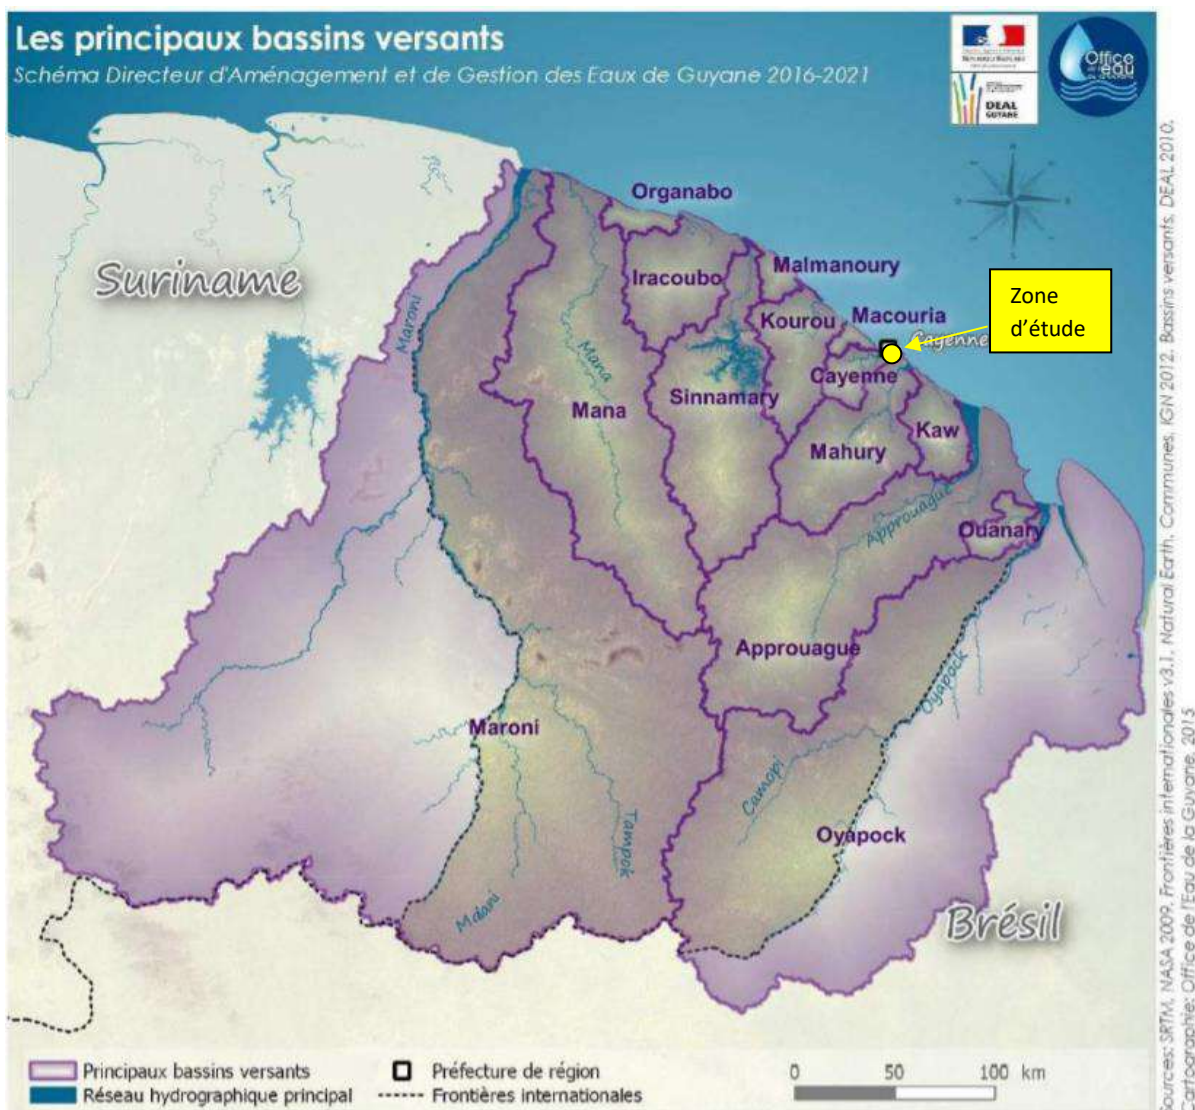 Les principaux bassins versants
Schéma Directeur d'Aménagement et de Gestion des Eaux de Guyane 2016-2021
Office
eau
DEAL
GUYANE
Organabo
Suriname
Iracoubo
Malmanoury
Zone
d'étude
Maroni
Kourou
Macouria
Cayenne
Mana
Cayenne
Mana
Sinnamary
Mahury
Kaw
Approuague
Ouanary
Approuague
Oyapock
Maroni
Camopi
Tampok
Oyapock
Malani
Brésil
Principaux bassins versants
Préfecture de région
0 50 100 km
Réseau hydrographique principal
Frontières internationales
Sources: SRTM, NASA 2009, Frontières internationales v3.1, Natural Earth, Communes, IGN 2012, Bassins versants, DEAL 2010,
Cartographie: Office de l'Eau de la Guyane, 2015